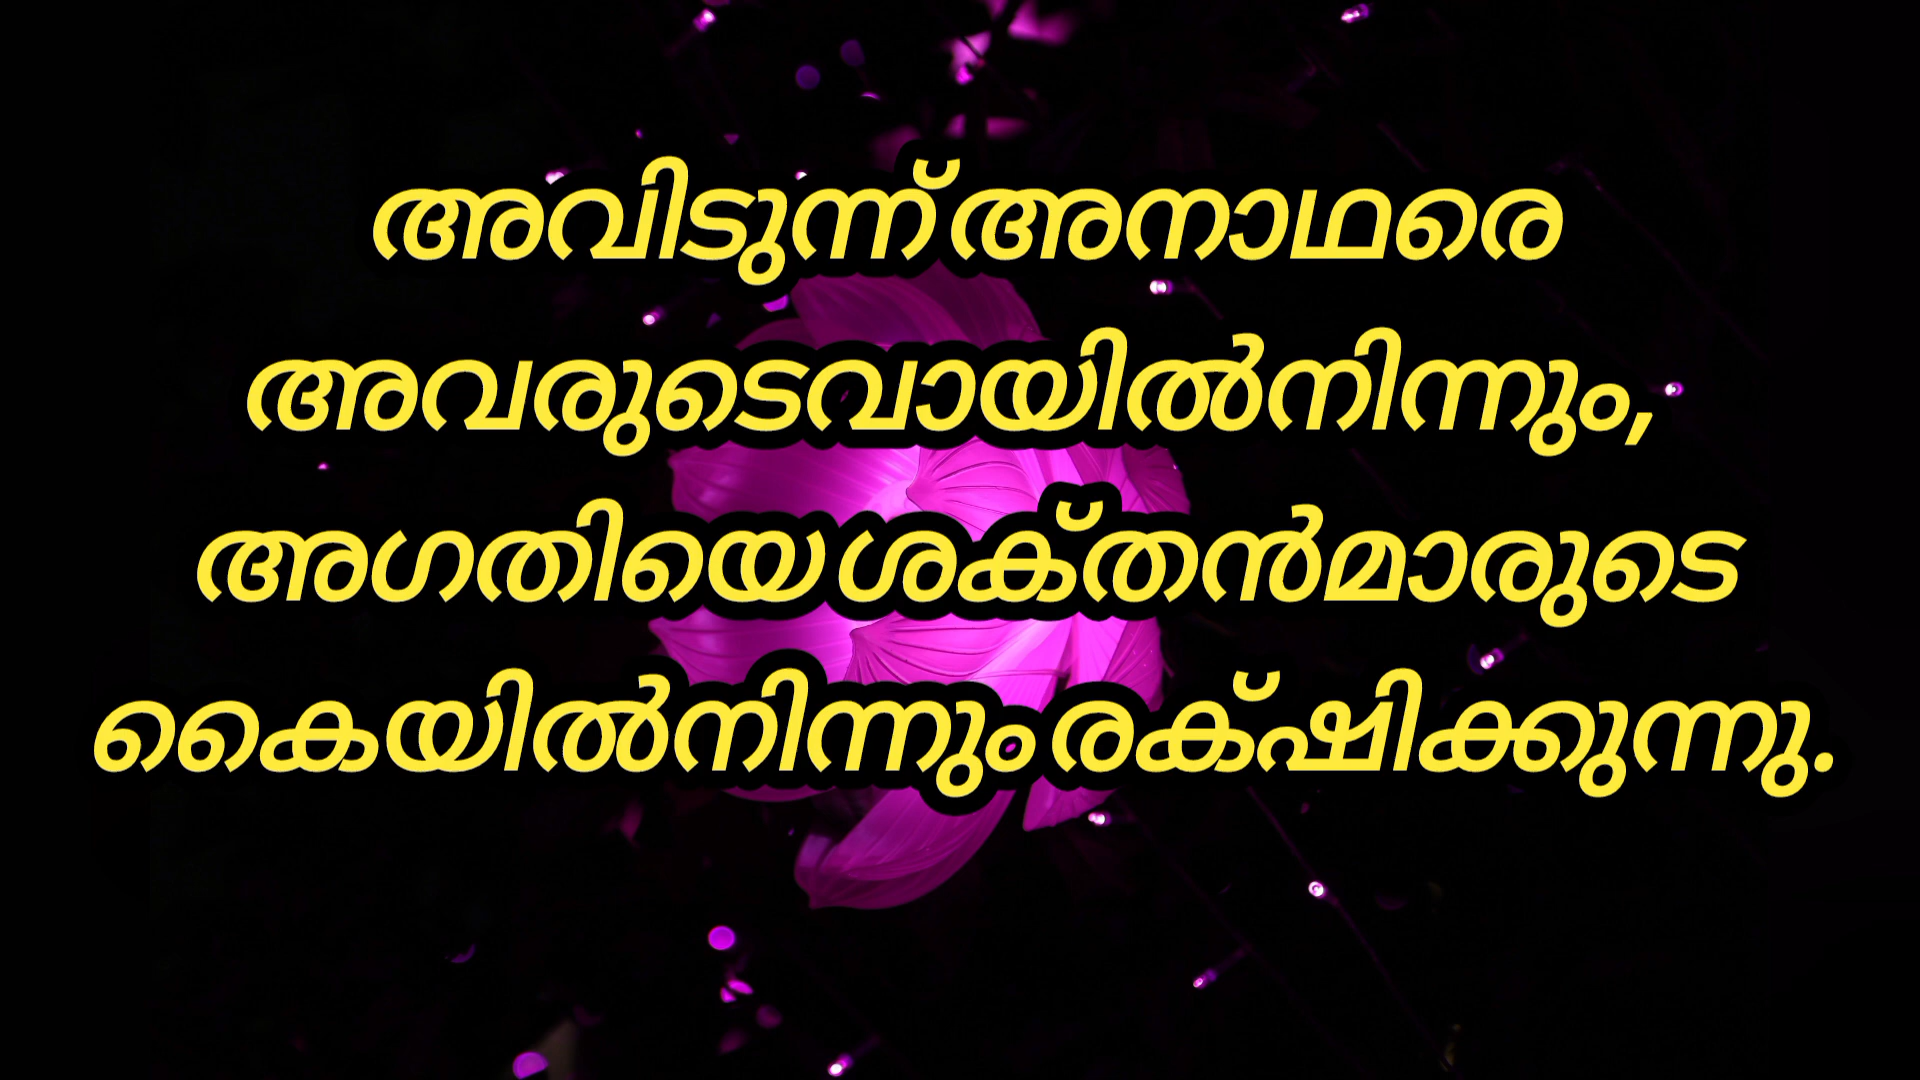 അവിടുന്ന് അനാഥരെ
അവരുടെവായിൽനിന്നും,
അഗതിയെ ശക്‌തൻമാരുടെ
കൈയിൽനിന്നും രക്‌ഷിക്കുന്നു.